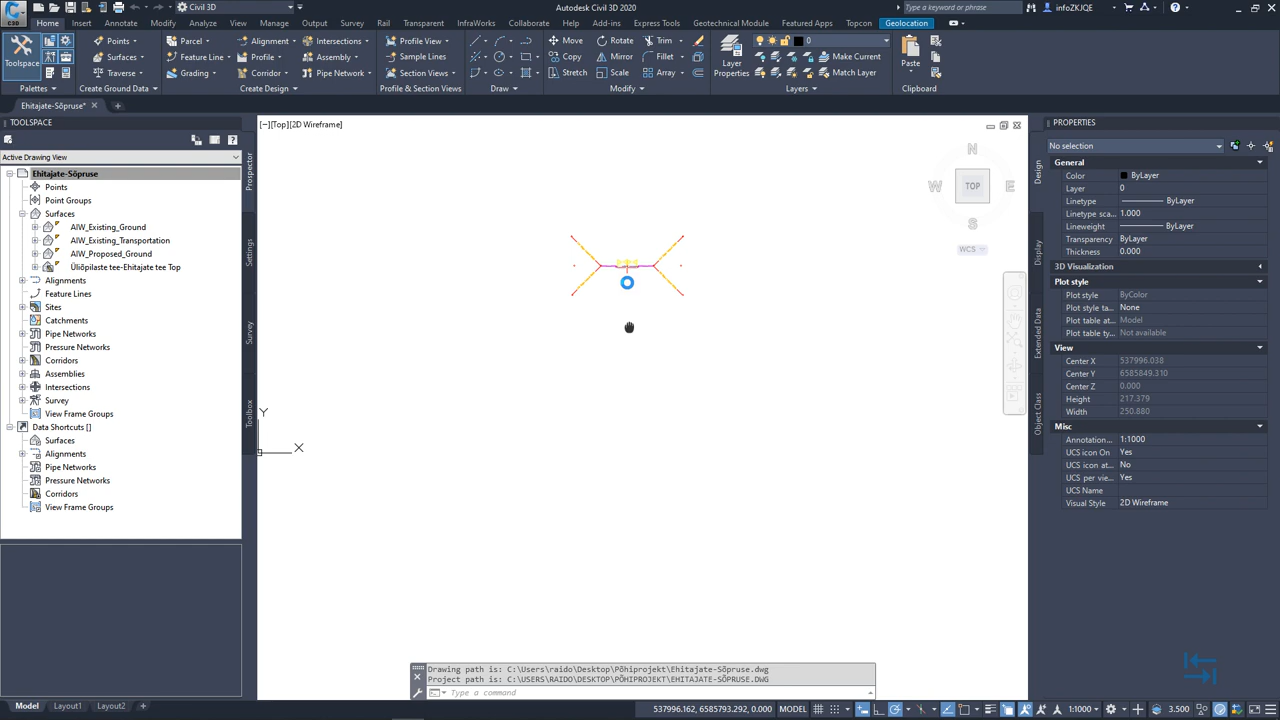 Civil 3D
Autodesk Civil 3D 2020
Type a keyword or phrase
infoZKJQE
C3D
Home
Insert
Annotate
Modify
Analyze
View
Manage
Output
Survey
Rail
Transparent
InfraWorks
Collaborate
Help
Add-ins
Express Tools
Geotechnical Module
Featured Apps
Topcon
Geolocation
Toolspace
Points
Surfaces
Traverse
Parcel
Feature Line
Grading
Alignment
Profile
Corridor
Intersections
Assembly
Pipe Network
Profile View
Sample Lines
Section Views
Move
Copy
Stretch
Rotate
Mirror
Scale
Trim
Fillet
Array
Layer
Properties
0
Make Current
Match Layer
Paste
Palettes
Create Ground Data
Create Design
Profile & Section Views
Draw
Modify
Layers
Clipboard
Ehitajate-Sõpruse*
TOOLSPACE
Active Drawing View
Ehitajate-Sõpruse
Points
Point Groups
Surfaces
AIW_Existing_Ground
AIW_Existing_Transportation
AIW_Proposed_Ground
Üliõpilaste tee-Ehitajate tee Top
Alignments
Feature Lines
Sites
Catchments
Pipe Networks
Pressure Networks
Corridors
Assemblies
Intersections
Survey
View Frame Groups
Data Shortcuts []
Surfaces
Alignments
Pipe Networks
Pressure Networks
Corridors
View Frame Groups
Prospector
Settings
Survey
Toolbox
[−][Top][2D Wireframe]
N
W
TOP
E
S
WCS
Y
X
Drawing path is: C:\Users\raido\Desktop\Põhiprojekt\Ehitajate-Sõpruse.dwg
Project path is: C:\USERS\RAIDO\DESKTOP\PÕHIPROJEKT\EHITAJATE-SÕPRUSE.DWG
Type a command
Design
Display
Extended Data
Object Class
PROPERTIES
No selection
General
Color ByLayer
Layer 0
Linetype ByLayer
Linetype sca... 1.000
Lineweight ByLayer
Transparency ByLayer
Thickness 0.000
3D Visualization
Plot style
Plot style ByColor
Plot style ta... None
Plot table at... Model
Plot table ty... Not available
View
Center X 537996.038
Center Y 6585849.310
Center Z 0.000
Height 217.379
Width 250.880
Misc
Annotation... 1:1000
UCS icon On Yes
UCS icon at... No
UCS per vie... Yes
UCS Name
Visual Style 2D Wireframe
Model
Layout1
Layout2
537996.162, 6585793.292, 0.000
MODEL
1:1000
3.500